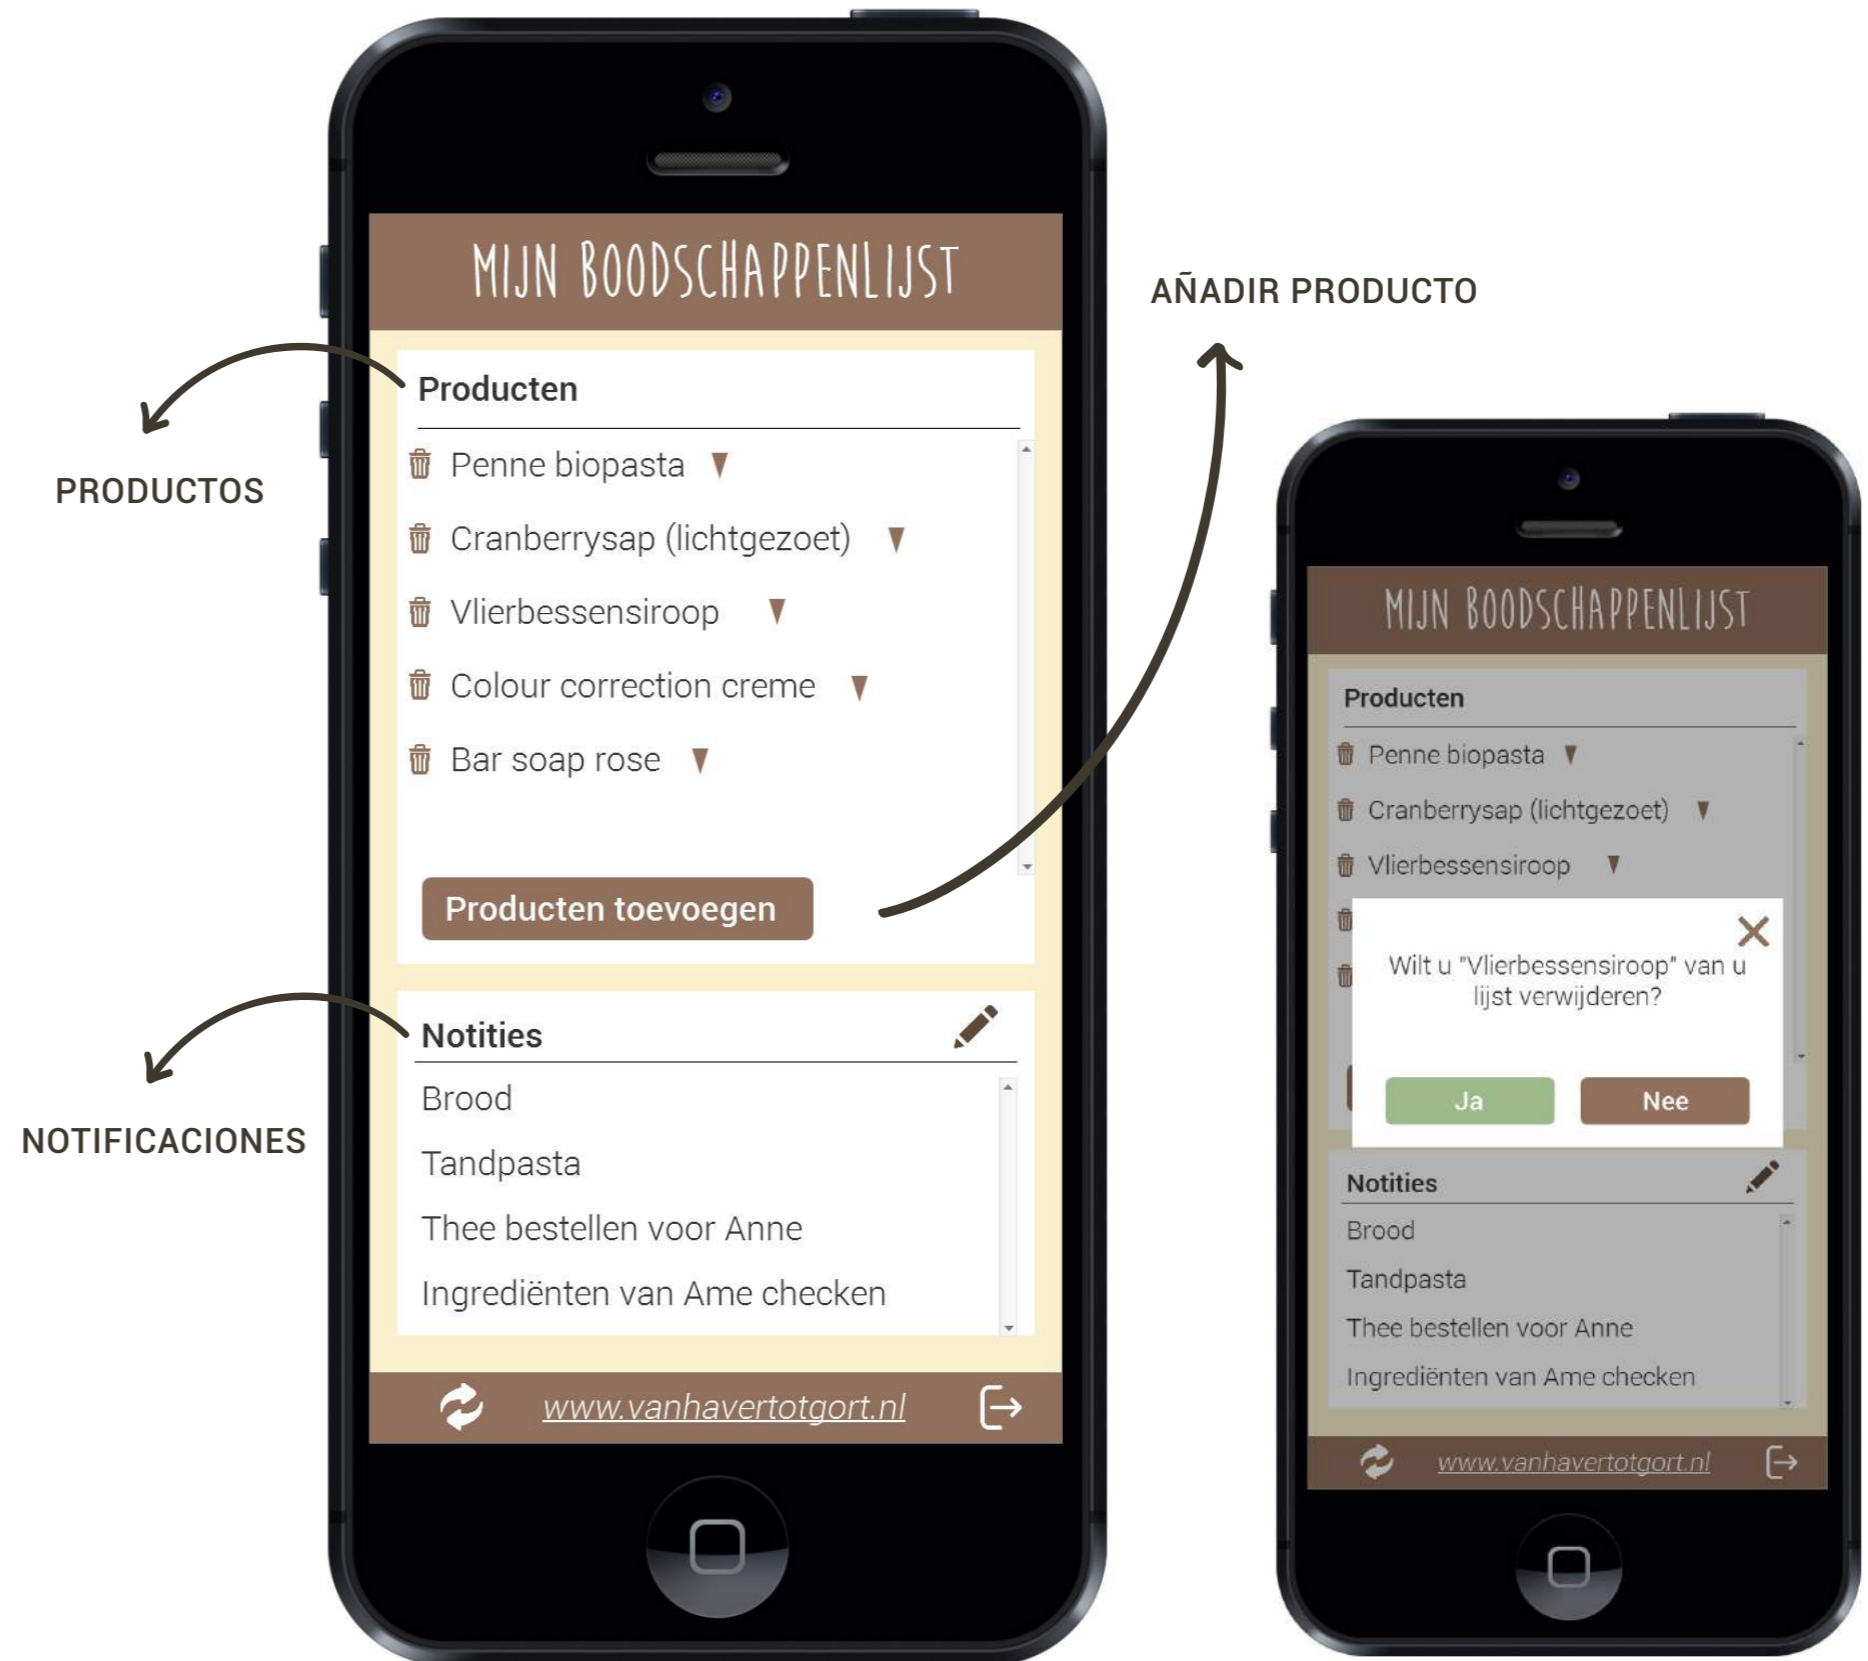 MIJN BOODSCHAPPENLIJST
AÑADIR PRODUCTO
Producten
PRODUCTOS
Penne biopasta
Cranberrysap (lichtgezoet)
Vlierbessensiroop
Colour correction creme
Bar soap rose
Producten toevoegen
Notities
NOTIFICACIONES
Brood
Tandpasta
Thee bestellen voor Anne
Ingrediënten van Ame checken
www.vanhavertotgort.nl
MIJN BOODSCHAPPENLIJST
Producten
Penne biopasta
Cranberrysap (lichtgezoet)
Vlierbessensiroop
Wilt u "Vlierbessensiroop" van u
lijst verwijderen?
Ja
Nee
Notities
Brood
Tandpasta
Thee bestellen voor Anne
Ingrediënten van Ame checken
www.vanhavertotgort.nl